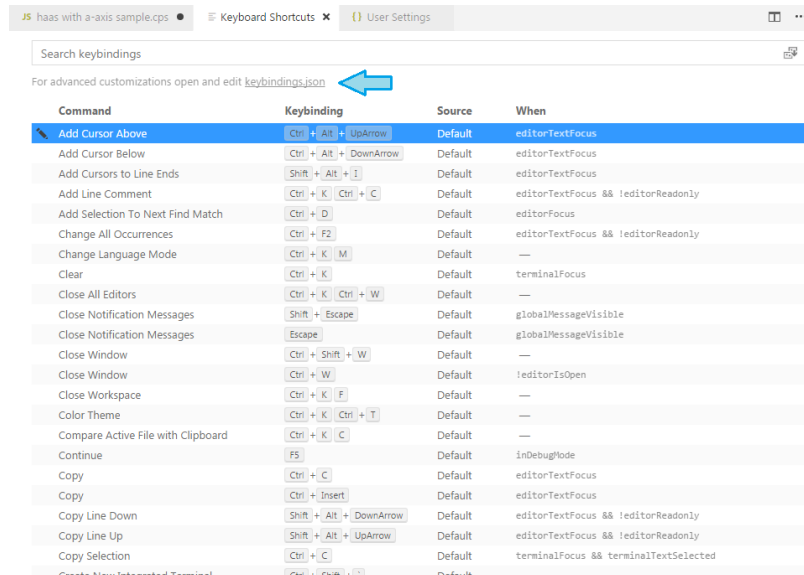 JS haas with a-axis sample.cps ● Keyboard Shortcuts × {} User Settings
Search keybindings
For advanced customizations open and edit keybindings.json
Command Keybinding Source When
Add Cursor Above Ctrl + Alt + UpArrow Default editorTextFocus
Add Cursor Below Ctrl + Alt + DownArrow Default editorTextFocus
Add Cursors to Line Ends Shift + Alt + I Default editorTextFocus
Add Line Comment Ctrl + K Ctrl + C Default editorTextFocus && !editorReadonly
Add Selection To Next Find Match Ctrl + D Default editorFocus
Change All Occurrences Ctrl + F2 Default editorTextFocus && !editorReadonly
Change Language Mode Ctrl + K M Default —
Clear Ctrl + K Default terminalFocus
Close All Editors Ctrl + K Ctrl + W Default —
Close Notification Messages Shift + Escape Default globalMessageVisible
Close Notification Messages Escape Default globalMessageVisible
Close Window Ctrl + Shift + W Default —
Close Window Ctrl + W Default !editorIsOpen
Close Workspace Ctrl + K F Default —
Color Theme Ctrl + K Ctrl + T Default —
Compare Active File with Clipboard Ctrl + K C Default —
Continue F5 Default inDebugMode
Copy Ctrl + C Default editorTextFocus
Copy Ctrl + Insert Default editorTextFocus
Copy Line Down Shift + Alt + DownArrow Default editorTextFocus && !editorReadonly
Copy Line Up Shift + Alt + UpArrow Default editorTextFocus && !editorReadonly
Copy Selection Ctrl + C Default terminalFocus && terminalTextSelected
Create New Integrated Terminal Ctrl + Shift + ` Default